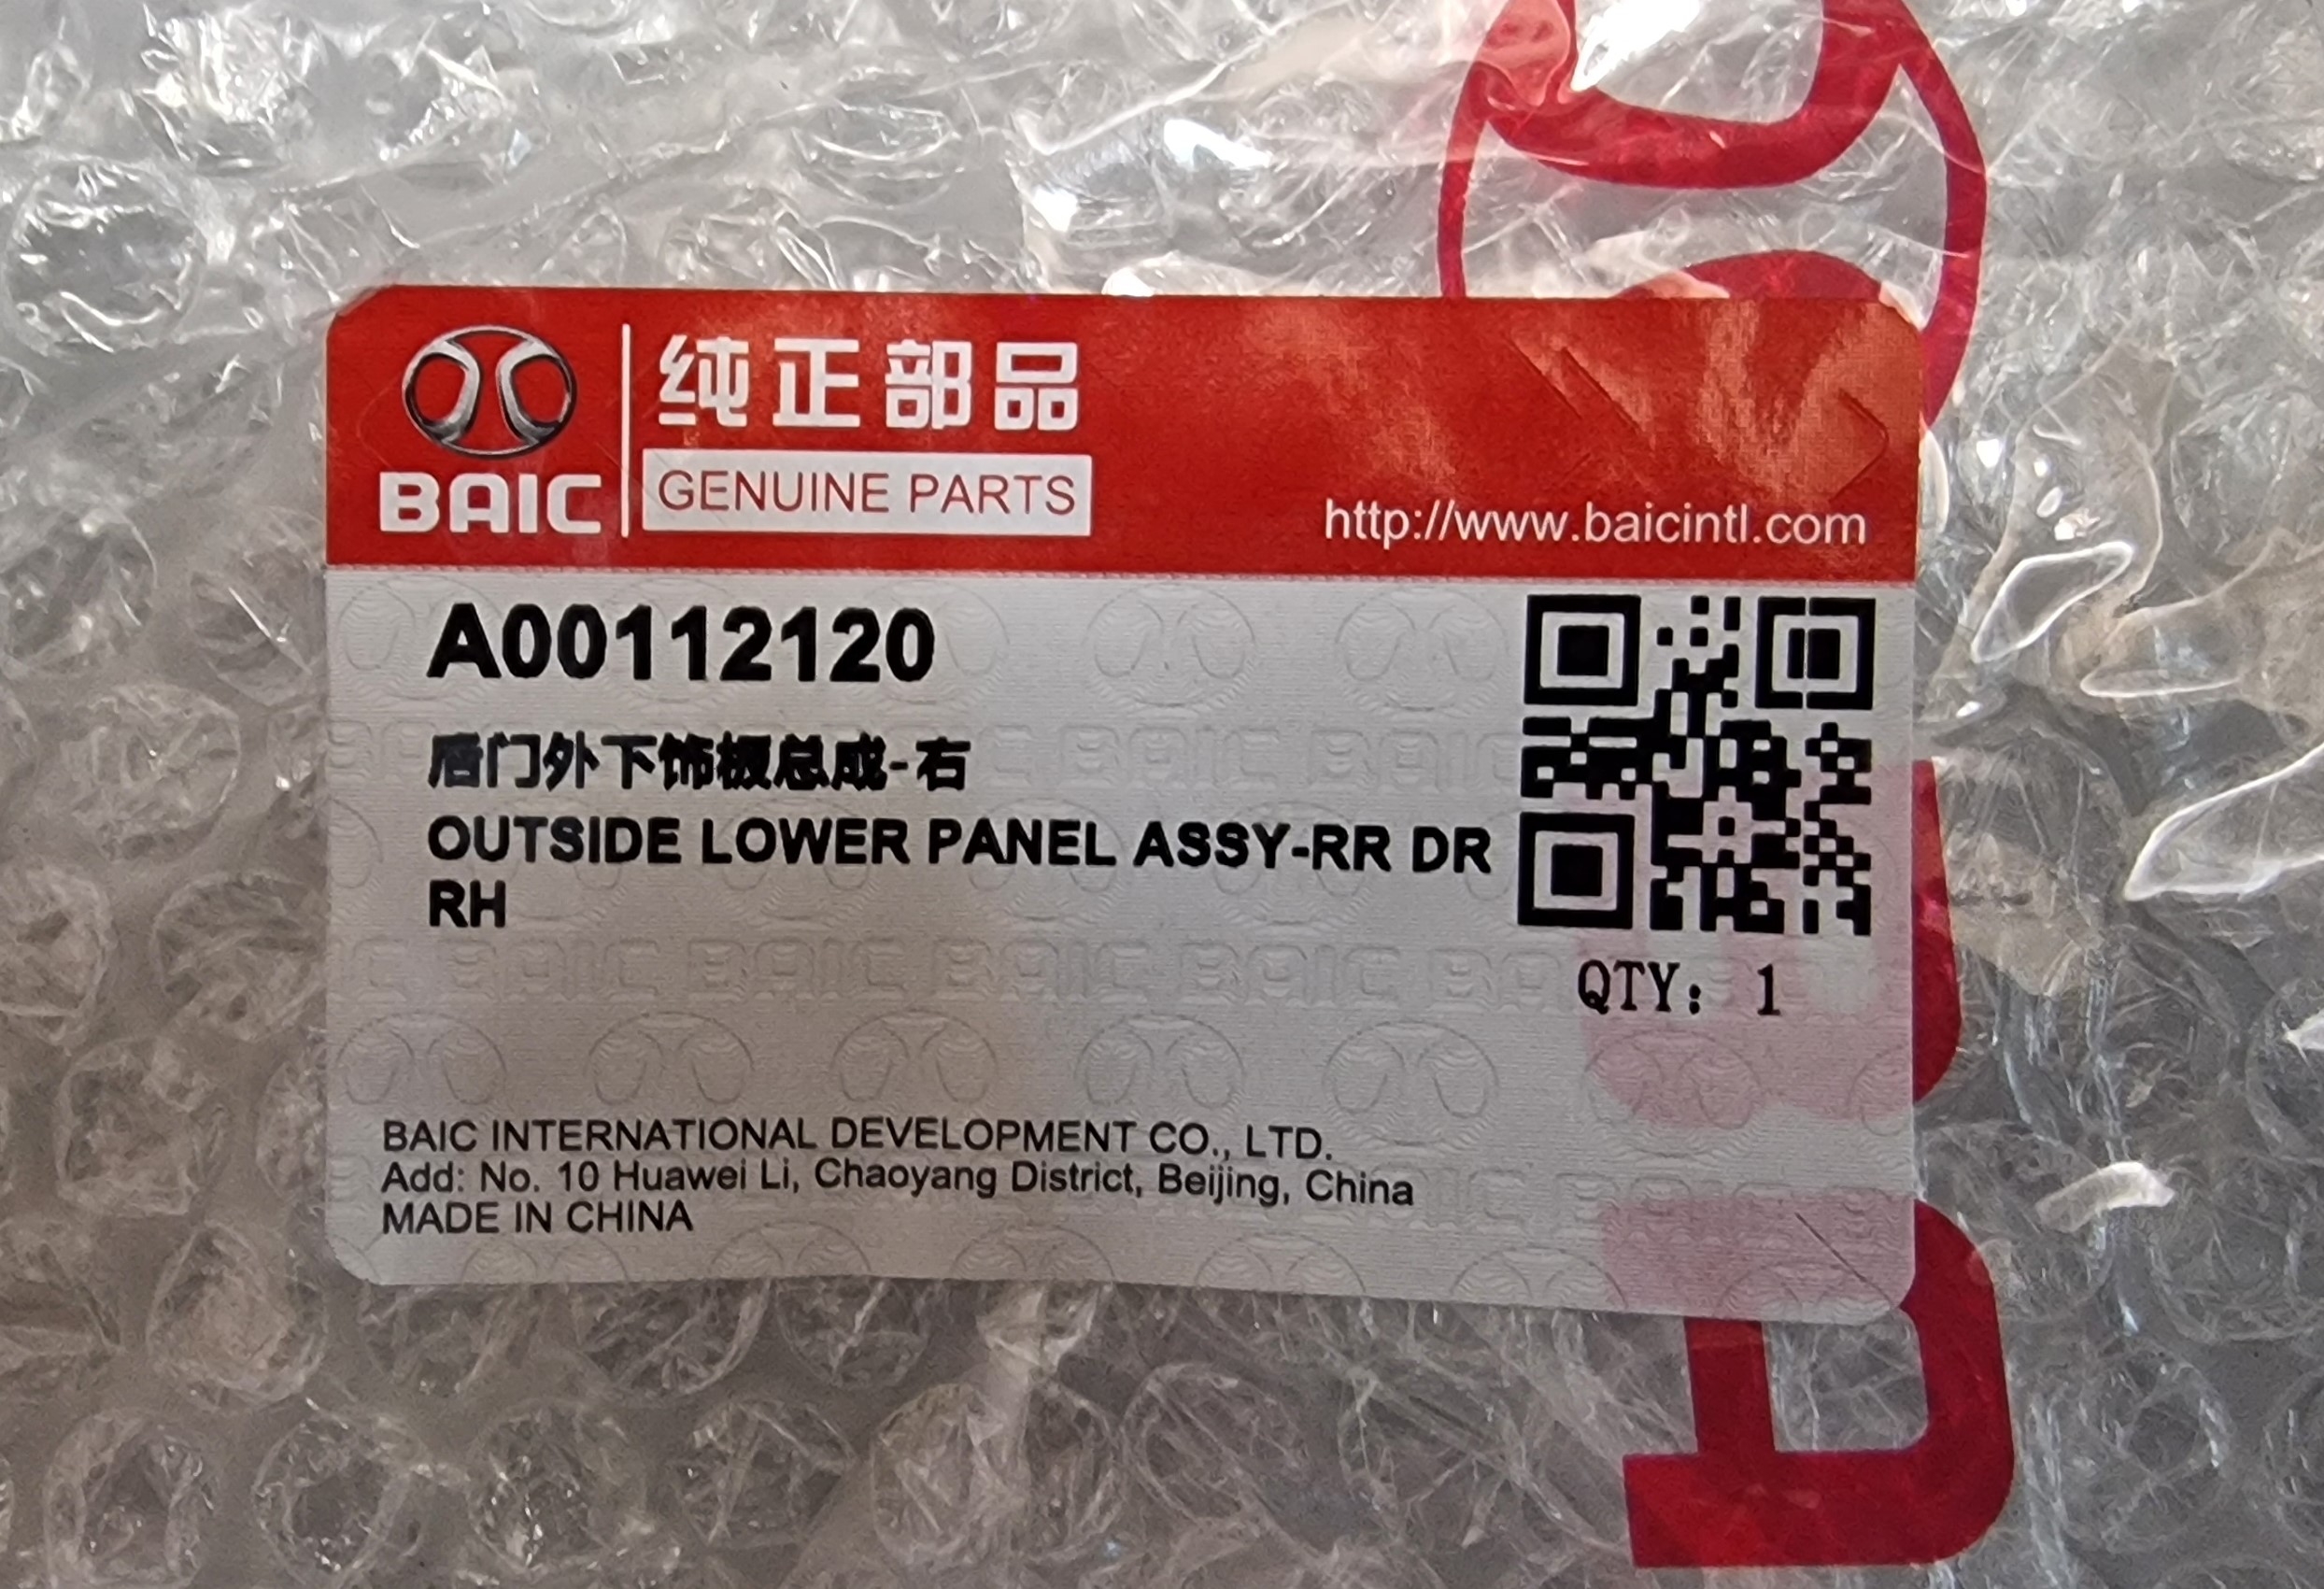 纯正部品
BAIC
GENUINE PARTS
http://www.baicintl.com
A00112120
后门外下饰板总成-右
OUTSIDE LOWER PANEL ASSY-RR DR
RH
QTY: 1
BAIC INTERNATIONAL DEVELOPMENT CO., LTD.
Add: No. 10 Huawei Li, Chaoyang District, Beijing, China
MADE IN CHINA